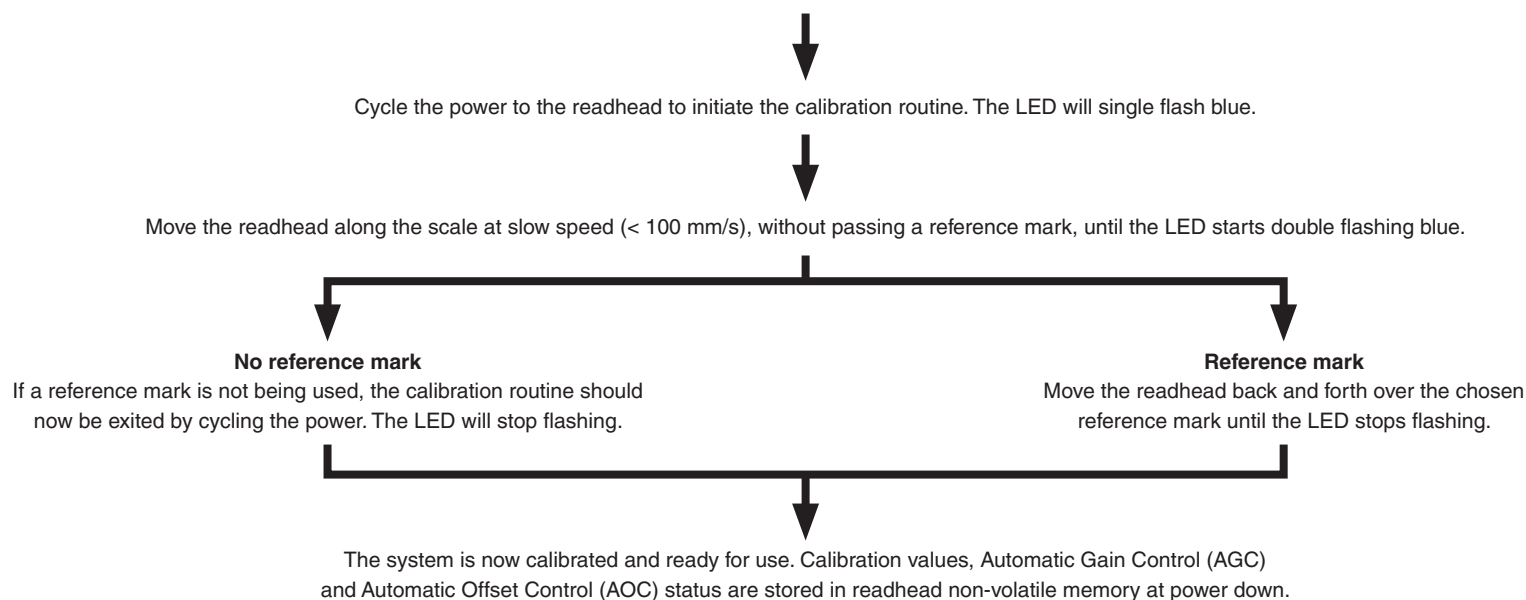 Cycle the power to the readhead to initiate the calibration routine. The LED will single flash blue.
Move the readhead along the scale at slow speed (< 100 mm/s), without passing a reference mark, until the LED starts double flashing blue.
No reference mark
If a reference mark is not being used, the calibration routine should
now be exited by cycling the power. The LED will stop flashing.
Reference mark
Move the readhead back and forth over the chosen
reference mark until the LED stops flashing.
The system is now calibrated and ready for use. Calibration values, Automatic Gain Control (AGC)
and Automatic Offset Control (AOC) status are stored in readhead non-volatile memory at power down.